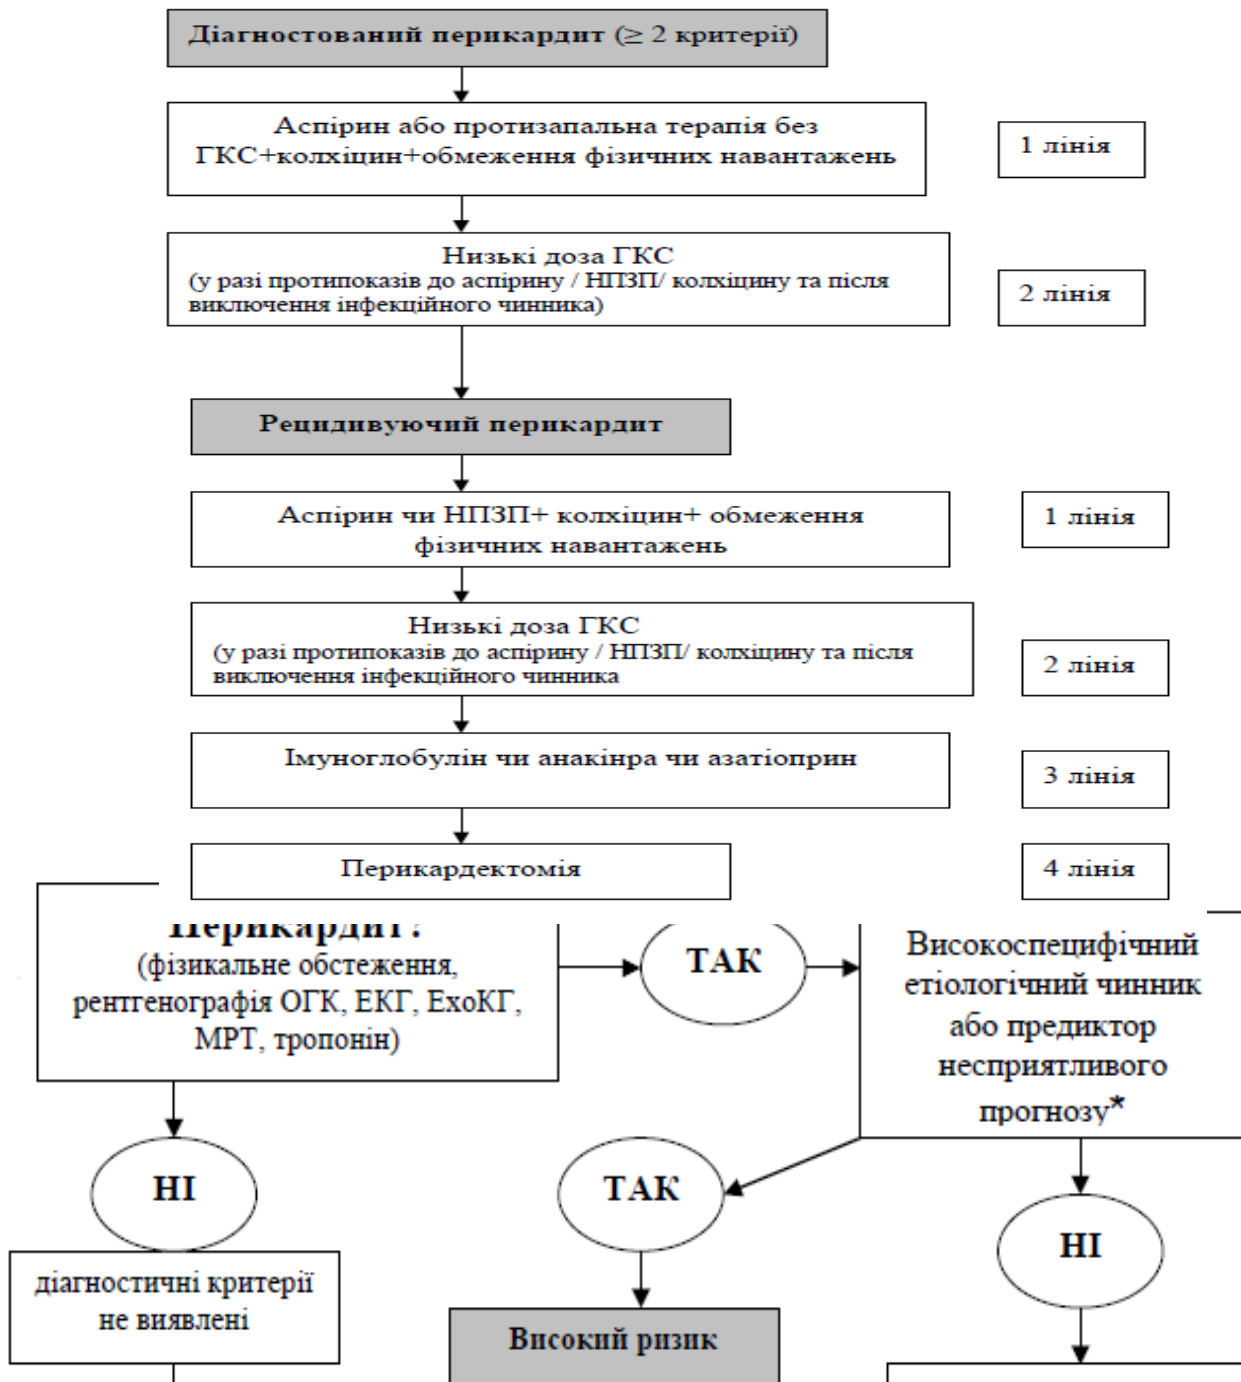 Діагностований перикардит (≥ 2 критерії)
Аспірин або протизапальна терапія без
ГКС+колхіцин+обмеження фізичних навантажень
1 лінія
Низькі доза ГКС
(у разі протипоказів до аспірину / НПЗП/ колхіцину та після
виключення інфекційного чинника)
2 лінія
Рецидивуючий перикардит
Аспірин чи НПЗП+ колхіцин+ обмеження
фізичних навантажень
1 лінія
Низькі доза ГКС
(у разі протипоказів до аспірину / НПЗП/ колхіцину та після
виключення інфекційного чинника
2 лінія
Імуноглобулін чи анакінра чи азатіоприн
3 лінія
Перикардектомія
4 лінія
Перикардит?
(фізикальне обстеження,
рентгенографія ОГК, ЕКГ, ЕхоКГ,
МРТ, тропонін)
ТАК
Високоспецифічний
етіологічний чинник
або предиктор
несприятливого
прогнозу*
НІ
ТАК
НІ
діагностичні критерії
не виявлені
Високий ризик